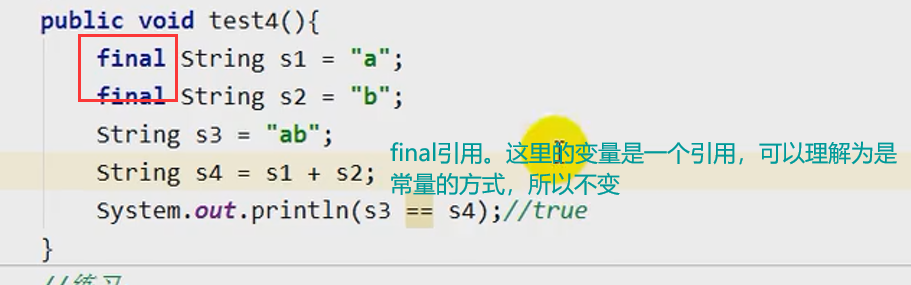 public void test4(){
final String s1 = "a";
final String s2 = "b";
String s3 = "ab";
final引用。这里的变量是一个引用，可以理解为是
String s4 = s1 + s2;
常量的方式，所以不变
System.out.println(s3 == s4);//true
}
//练习